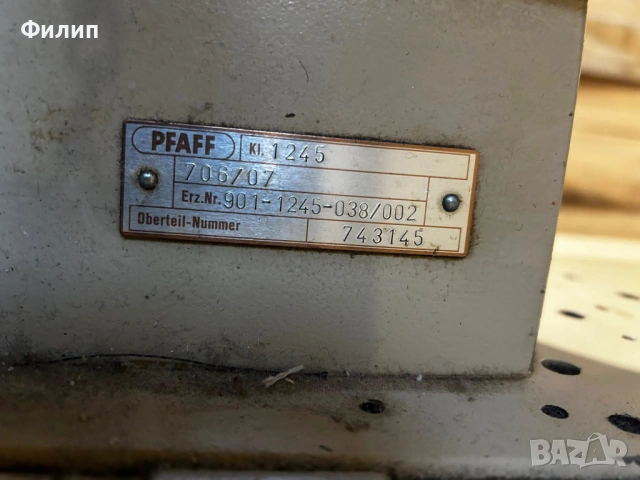 Филип
PFAFF Kl. 1245
706/07
Erz.Nr. 901-1245-038/002
Oberteil-Nummer 743145
BAZAR